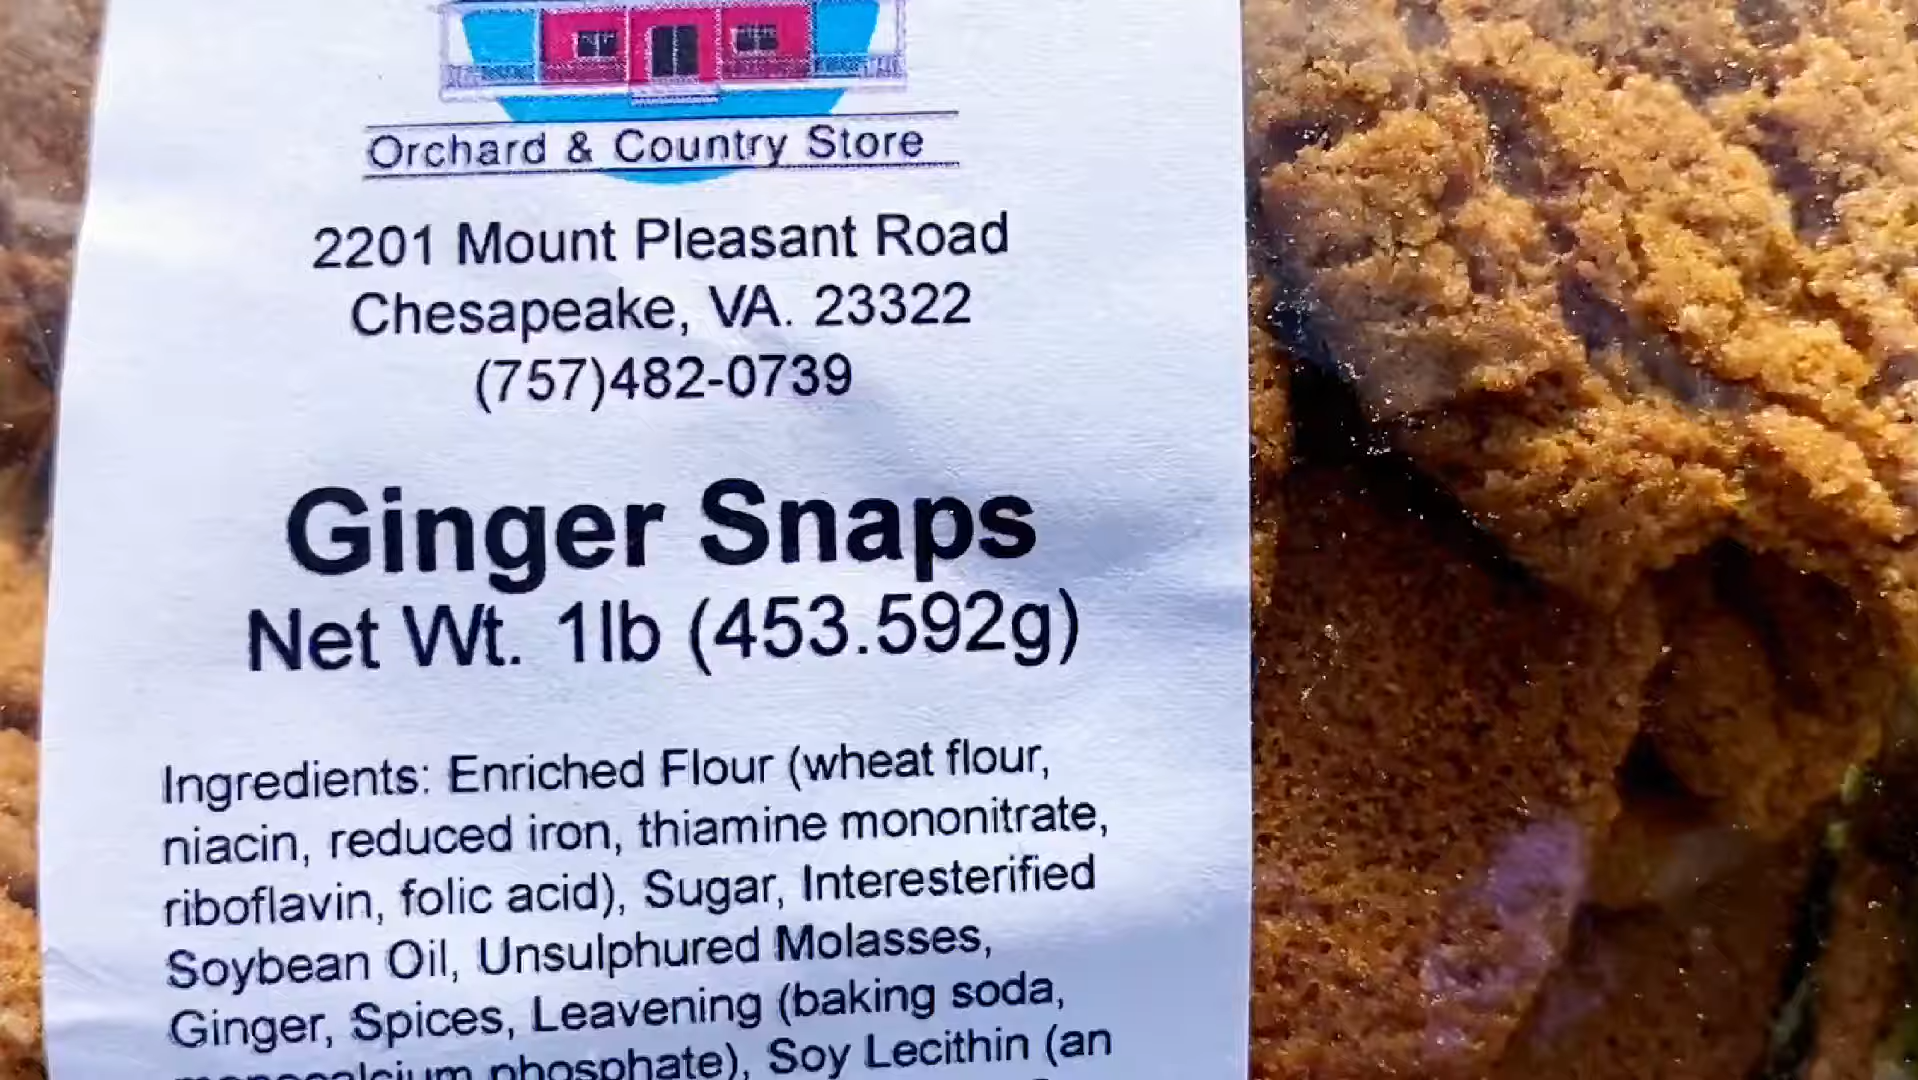 Orchard & Country Store
2201 Mount Pleasant Road
Chesapeake, VA. 23322
(757)482-0739
Ginger Snaps
Net Wt. 1lb (453.592g)
Ingredients: Enriched Flour (wheat flour,
niacin, reduced iron, thiamine mononitrate,
riboflavin, folic acid), Sugar, Interesterified
Soybean Oil, Unsulphured Molasses,
Ginger, Spices, Leavening (baking soda,
monocalcium phosphate), Soy Lecithin (an